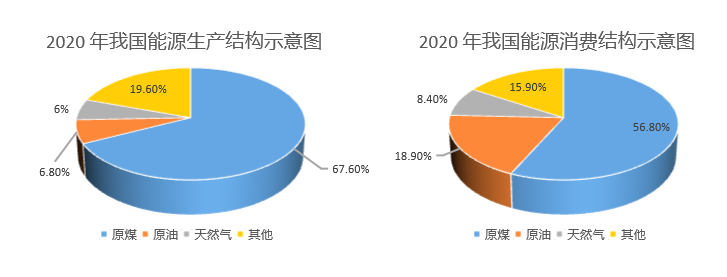 2020 年我国能源生产结构示意图
19.60%
6%
6.80%
67.60%
原煤 原油 天然气 其他
2020 年我国能源消费结构示意图
15.90%
8.40%
56.80%
18.90%
原煤 原油 天然气 其他